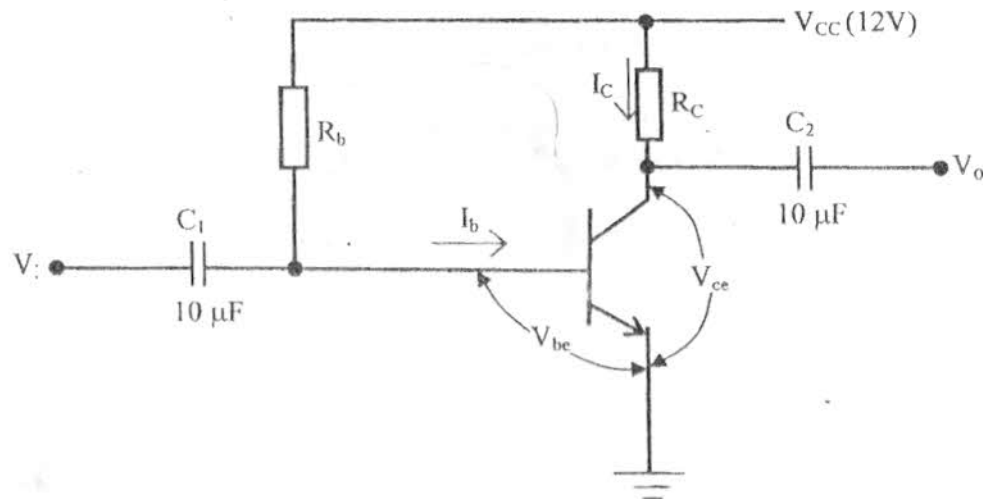 V_CC (12V)
I_C
R_C
R_b
C_2
V_o
10 μF
C_1
I_b
V_ce
10 μF
V_be